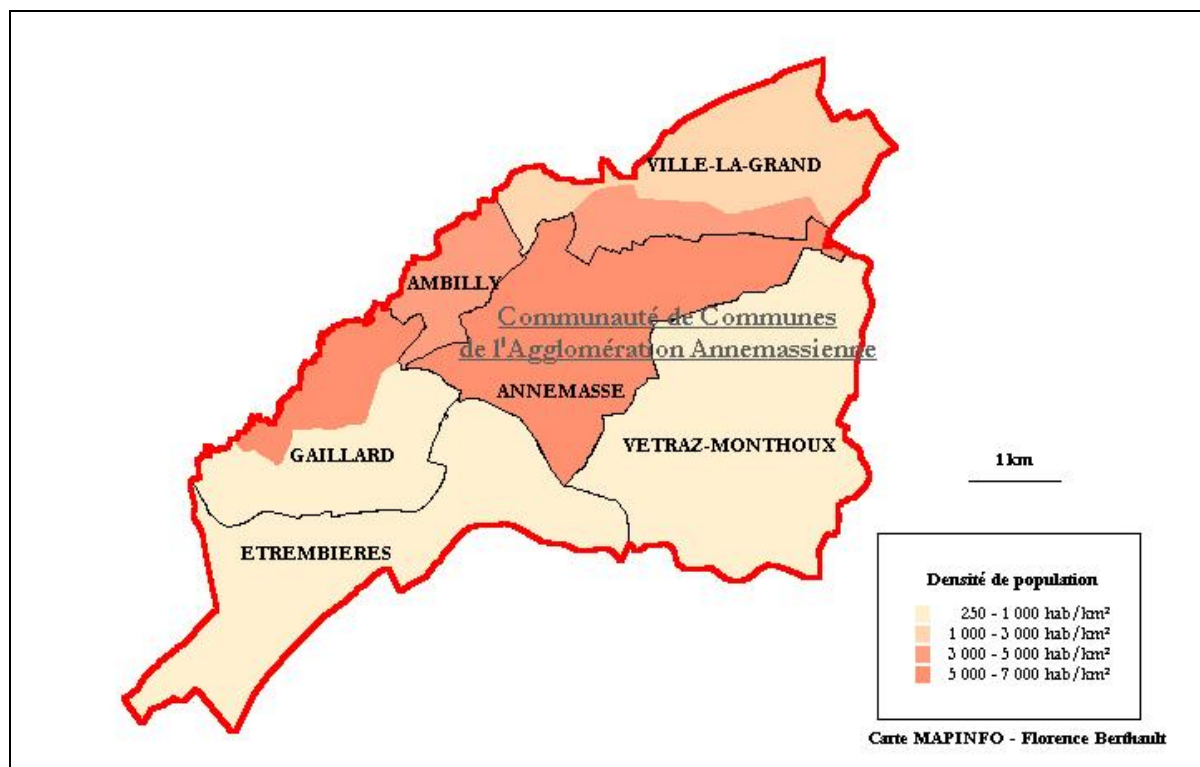 VILLE-LA-GRAND
AMBILLY
Communauté de Communes
de l'Agglomération Annemassienne
ANNEMASSE
VETRAZ-MONTHOUX
GAILLARD
1km
ETREMBIERES
Densité de population
250 - 1 000 hab/km²
1 000 - 3 000 hab/km²
3 000 - 5 000 hab/km²
5 000 - 7 000 hab/km²
Carte MAPINFO - Florence Berthault